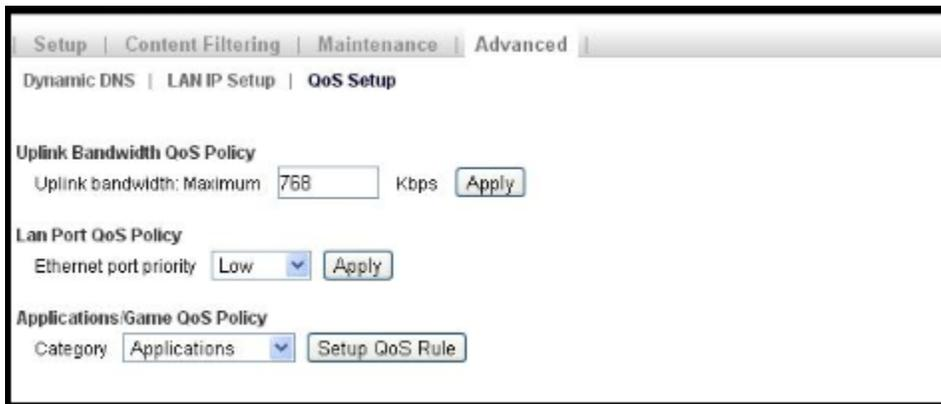 | Setup | Content Filtering | Maintenance | Advanced |
Dynamic DNS | LAN IP Setup | QoS Setup
Uplink Bandwidth QoS Policy
Uplink bandwidth: Maximum 768 Kbps Apply
Lan Port QoS Policy
Ethernet port priority Low Apply
Applications/Game QoS Policy
Category Applications Setup QoS Rule